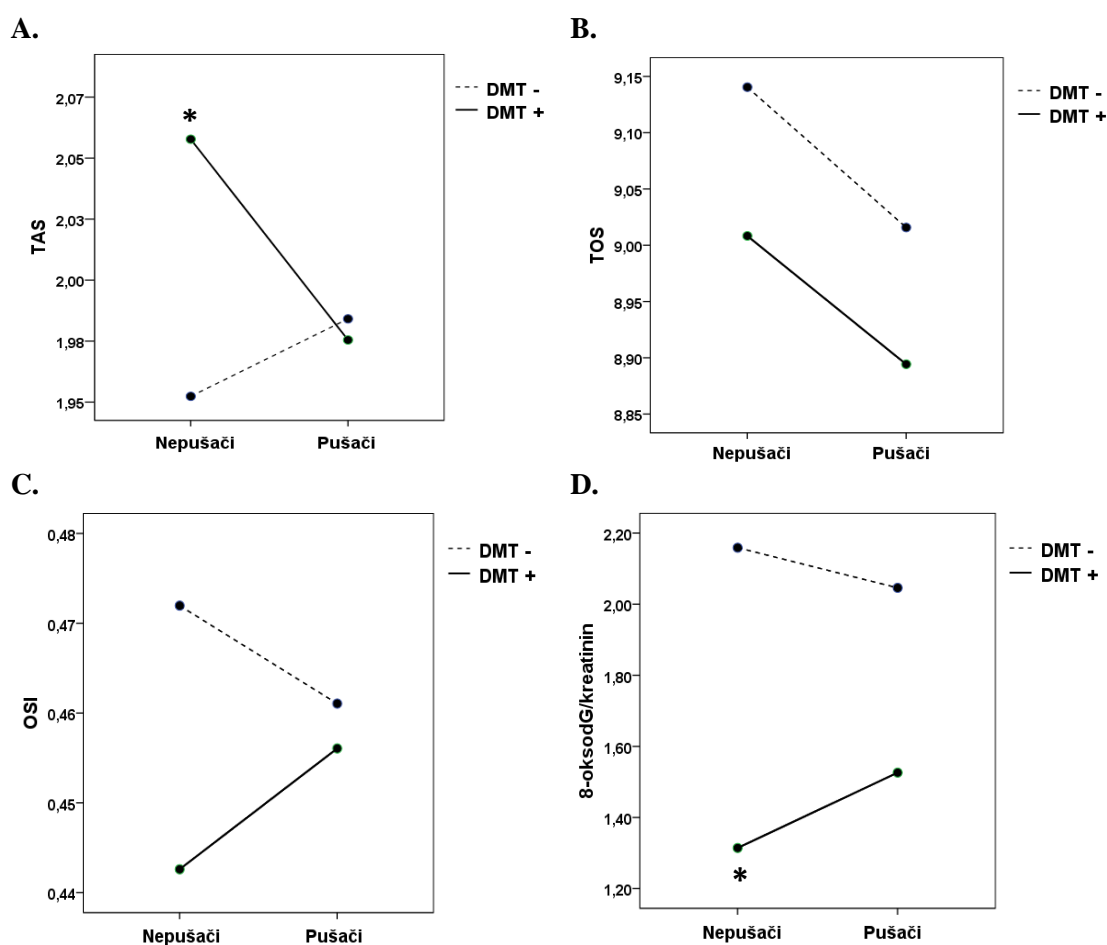 A.
2,07
2,05
2,03
2,00
1,98
1,95
TAS
*
Nepušači
Pušači
DMT -
DMT +
B.
9,15
9,10
9,05
9,00
8,95
8,90
8,85
TOS
Nepušači
Pušači
DMT -
DMT +
C.
0,48
0,47
0,46
0,45
0,44
OSI
Nepušači
Pušači
DMT -
DMT +
D.
2,20
2,00
1,80
1,60
1,40
1,20
8-oksodG/kreatinin
*
Nepušači
Pušači
DMT -
DMT +